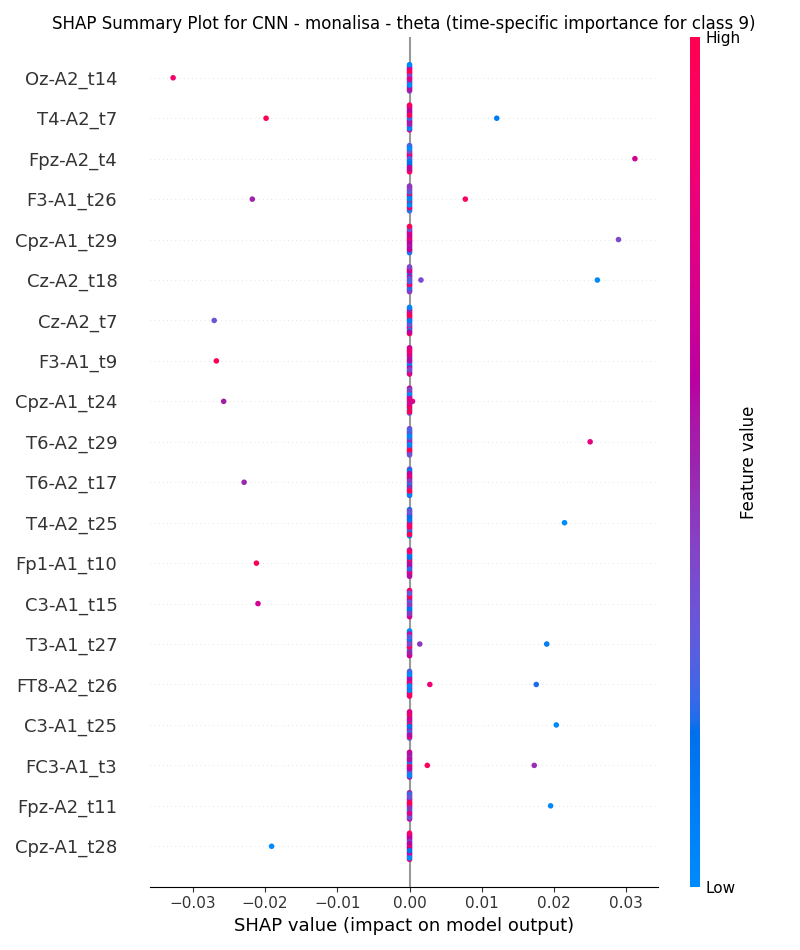 SHAP Summary Plot for CNN - monalisa - theta (time-specific importance for class 9)
High
Oz-A2_t14
T4-A2_t7
Fpz-A2_t4
F3-A1_t26
Cpz-A1_t29
Cz-A2_t18
Cz-A2_t7
F3-A1_t9
Cpz-A1_t24
T6-A2_t29
T6-A2_t17
T4-A2_t25
Fp1-A1_t10
C3-A1_t15
T3-A1_t27
FT8-A2_t26
C3-A1_t25
FC3-A1_t3
Fpz-A2_t11
Cpz-A1_t28
Feature value
Low
−0.03 −0.02 −0.01 0.00 0.01 0.02 0.03
SHAP value (impact on model output)